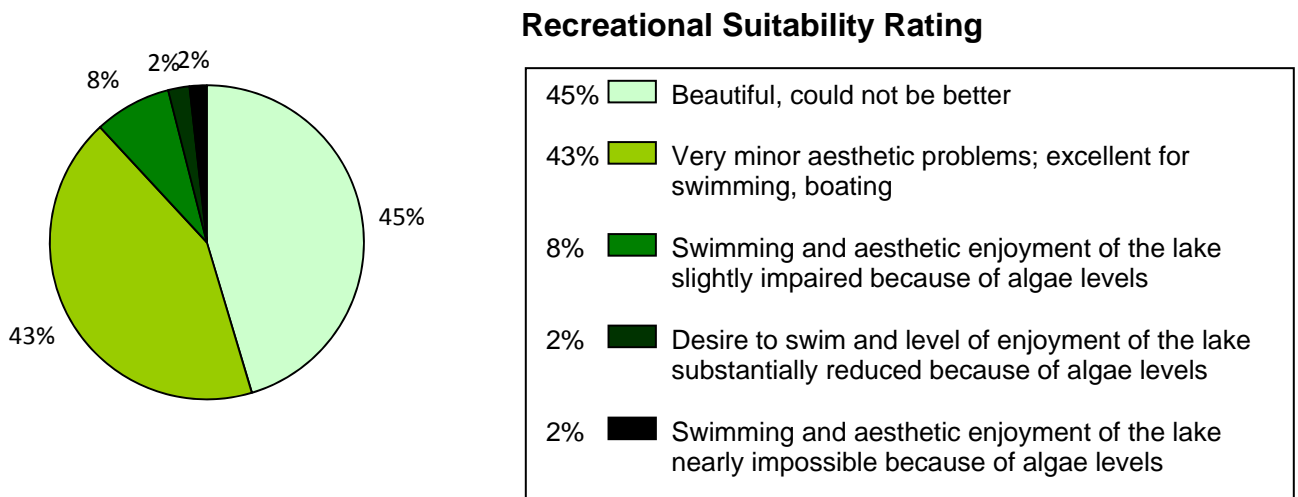 Recreational Suitability Rating
2%
2%
8%
45%
43%
45% Beautiful, could not be better
43% Very minor aesthetic problems; excellent for
swimming, boating
8% Swimming and aesthetic enjoyment of the lake
slightly impaired because of algae levels
2% Desire to swim and level of enjoyment of the lake
substantially reduced because of algae levels
2% Swimming and aesthetic enjoyment of the lake
nearly impossible because of algae levels